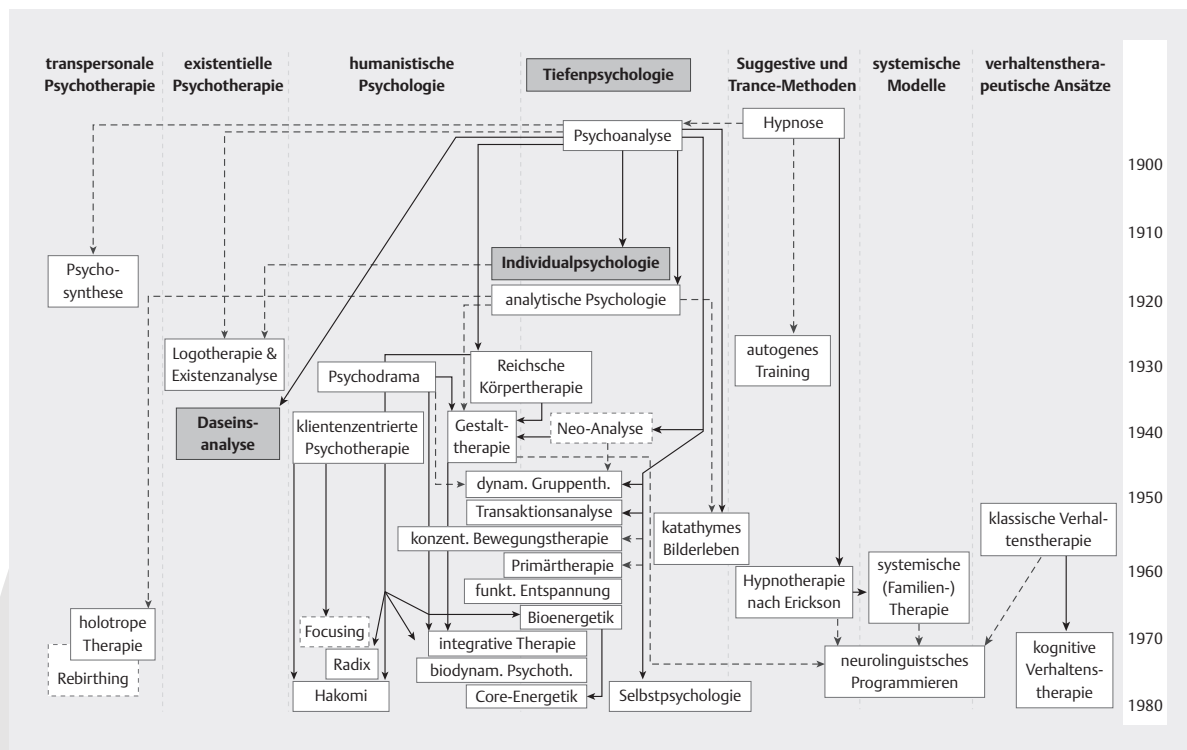 transpersonale
Psychotherapie
existentielle
Psychotherapie
humanistische
Psychologie
Tiefenpsychologie
Suggestive und
Trance-Methoden
systemische
Modelle
verhaltensthera-
peutische Ansätze
Hypnose
Psychoanalyse
1900
1910
Individualpsychologie
Psycho-
synthese
analytische Psychologie
1920
Logotherapie &
Existenzanalyse
autogenes
Training
Reichsche
Körpertherapie
Psychodrama
1930
Daseins-
analyse
klientenzentrierte
Psychotherapie
Gestalt-
therapie
Neo-Analyse
1940
dynam. Gruppenth.
Transaktionsanalyse
1950
konzent. Bewegungstherapie
katathymes
Bilderleben
klassische Verhal-
tenstherapie
Primärtherapie
1960
funkt. Entspannung
Hypnotherapie
nach Erickson
systemische
(Familien-)
Therapie
Bioenergetik
holotrope
Therapie
Focusing
integrative Therapie
1970
Rebirthing
Radix
biodynam. Psychoth.
neurolinguistsches
Programmieren
kognitive
Verhaltens-
therapie
Hakomi
Core-Energetik
Selbstpsychologie
1980